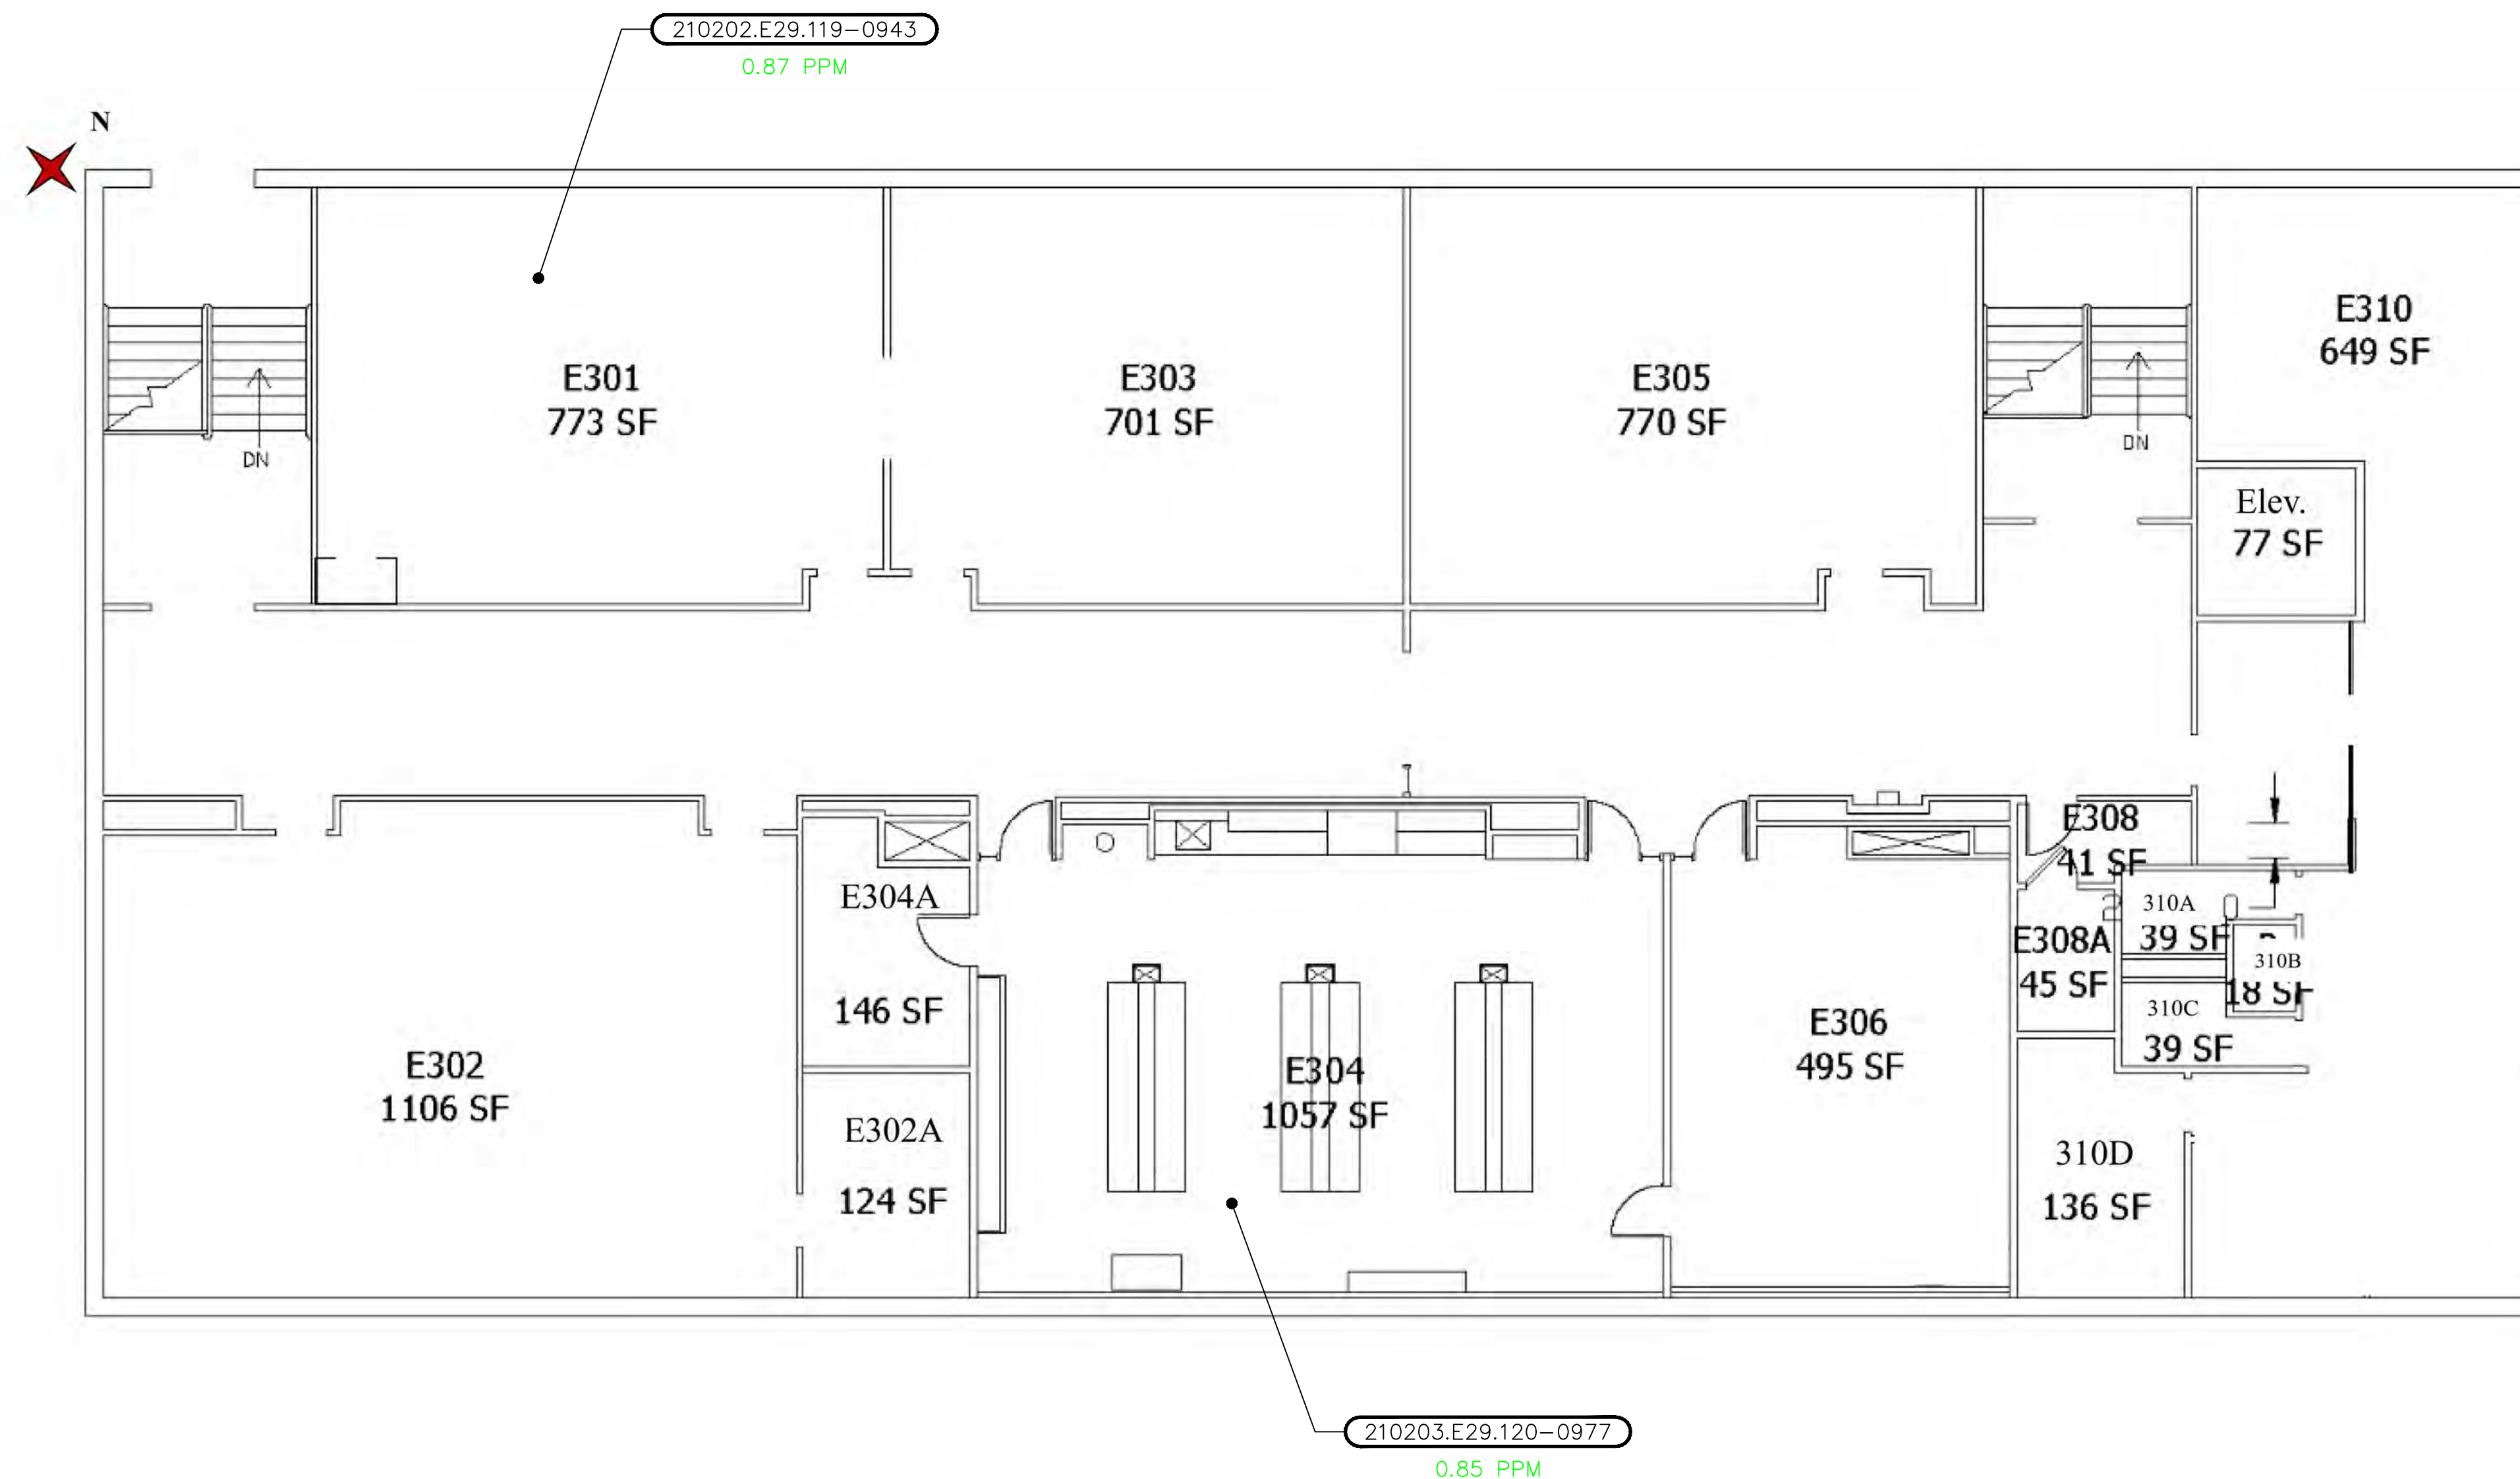 210202.E29.119-0943
0.87 PPM
N
E301
773 SF
E303
701 SF
E305
770 SF
E310
649 SF
DN
DN
Elev.
77 SF
E308
41 SF
E304A
146 SF
310A
39 SF
E308A
45 SF
310B
18 SF
310C
39 SF
E302
1106 SF
E304
1057 SF
E306
495 SF
E302A
124 SF
310D
136 SF
210203.E29.120-0977
0.85 PPM